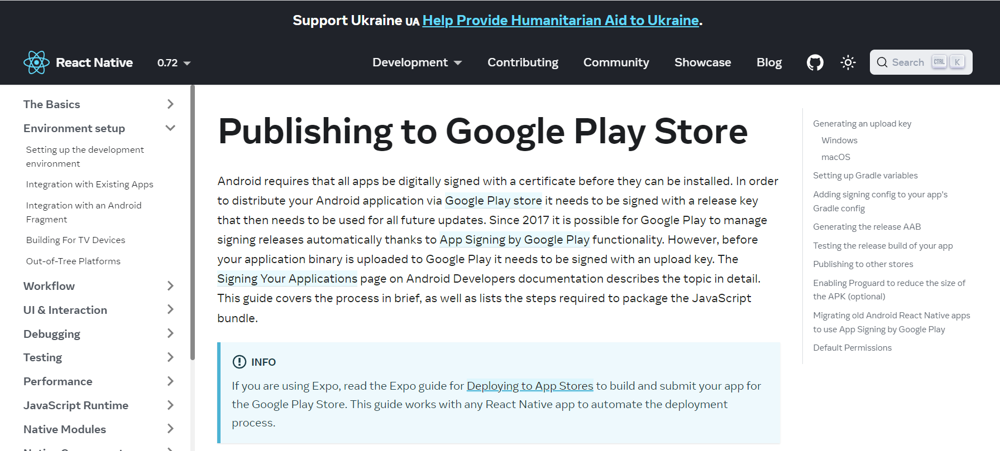 Support Ukraine UA Help Provide Humanitarian Aid to Ukraine.
React Native
0.72
Development
Contributing
Community
Showcase
Blog
Search
CTRL
K
The Basics
Environment setup
Setting up the development
environment
Integration with Existing Apps
Integration with an Android
Fragment
Building For TV Devices
Out-of-Tree Platforms
Workflow
UI & Interaction
Debugging
Testing
Performance
JavaScript Runtime
Native Modules
Publishing to Google Play Store
Android requires that all apps be digitally signed with a certificate before they can be installed. In order
to distribute your Android application via Google Play store it needs to be signed with a release key
that then needs to be used for all future updates. Since 2017 it is possible for Google Play to manage
signing releases automatically thanks to App Signing by Google Play functionality. However, before
your application binary is uploaded to Google Play it needs to be signed with an upload key. The
Signing Your Applications page on Android Developers documentation describes the topic in detail.
This guide covers the process in brief, as well as lists the steps required to package the JavaScript
bundle.
INFO
If you are using Expo, read the Expo guide for Deploying to App Stores to build and submit your app for
the Google Play Store. This guide works with any React Native app to automate the deployment
process.
Generating an upload key
Windows
macOS
Setting up Gradle variables
Adding signing config to your app's
Gradle config
Generating the release AAB
Testing the release build of your app
Publishing to other stores
Enabling Proguard to reduce the size of
the APK (optional)
Migrating old Android React Native apps
to use App Signing by Google Play
Default Permissions